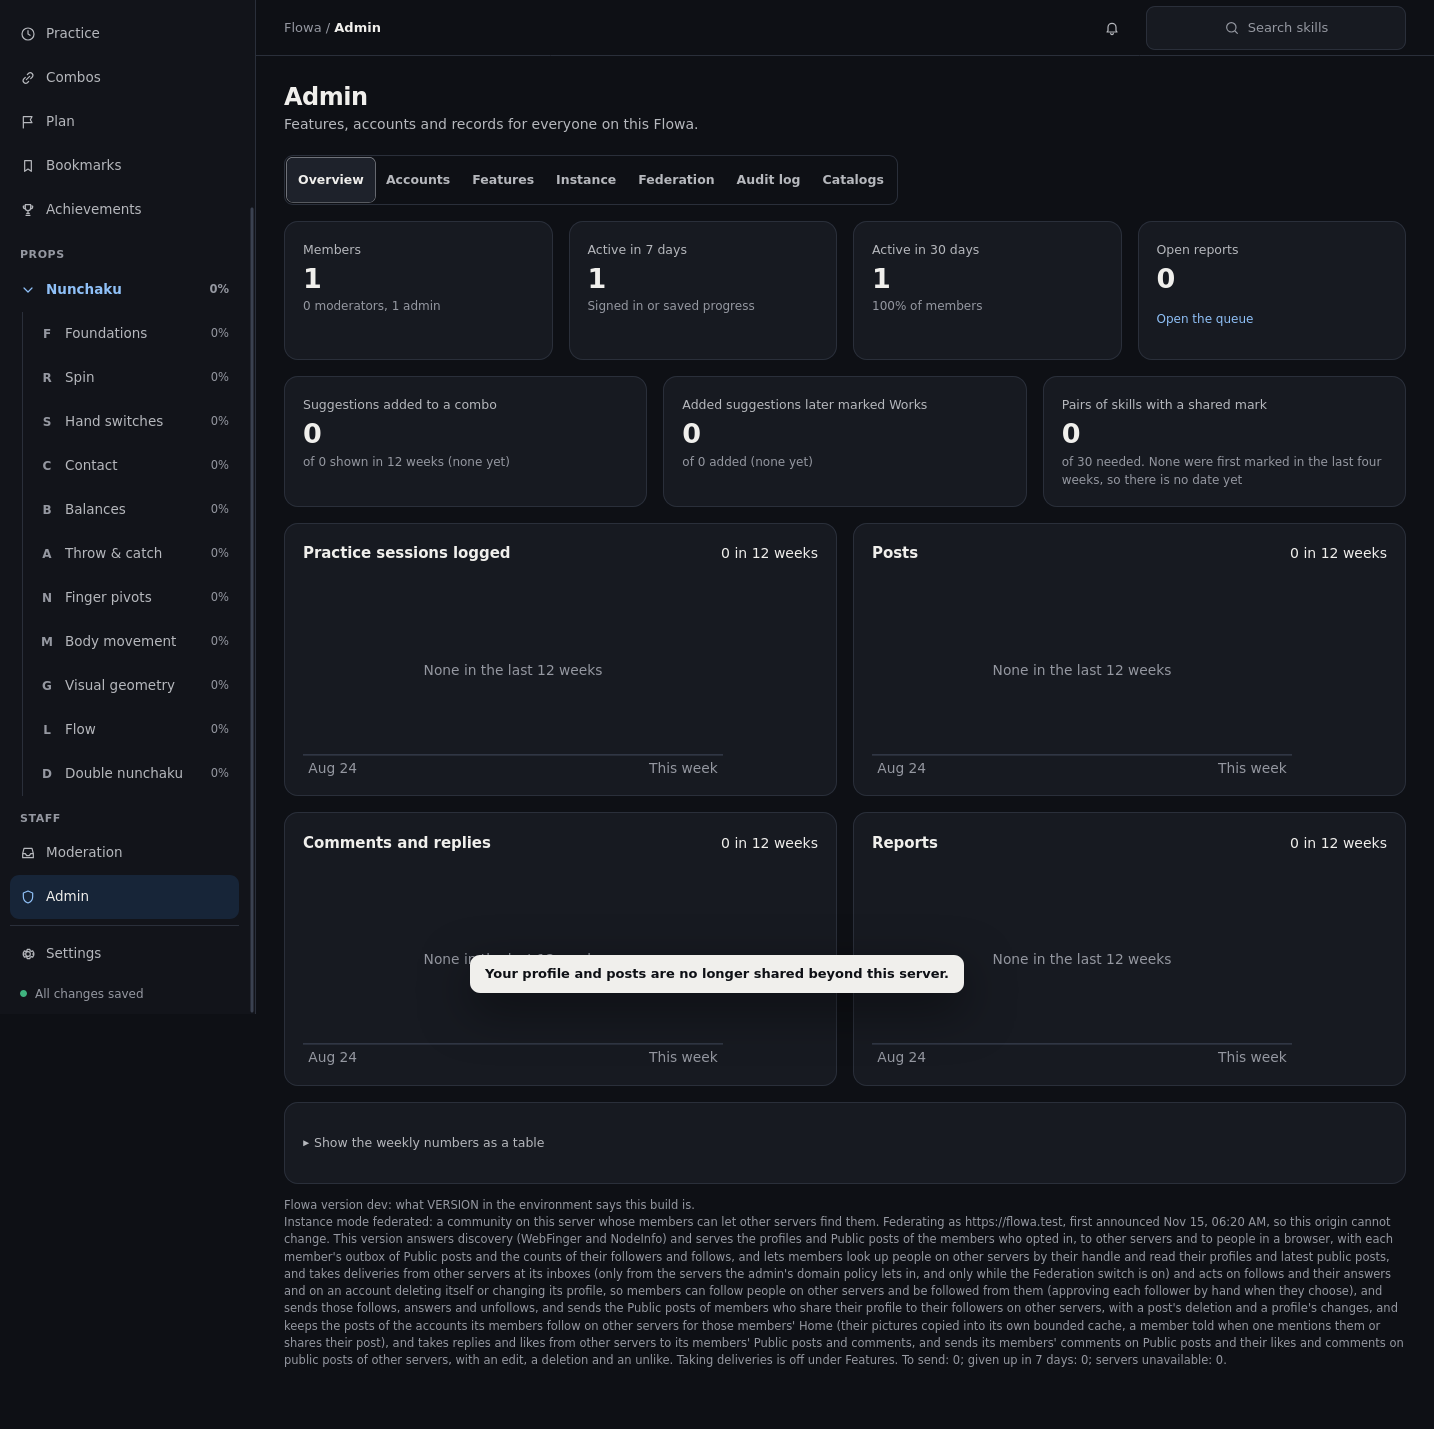 Practice
Combos
Plan
Bookmarks
Achievements
PROPS
Nunchaku 0%
F Foundations 0%
R Spin 0%
S Hand switches 0%
C Contact 0%
B Balances 0%
A Throw & catch 0%
N Finger pivots 0%
M Body movement 0%
G Visual geometry 0%
L Flow 0%
D Double nunchaku 0%
STAFF
Moderation
Admin
Settings
All changes saved
Flowa / Admin
Search skills
Admin
Features, accounts and records for everyone on this Flowa.
Overview Accounts Features Instance Federation Audit log Catalogs
Members
1
0 moderators, 1 admin
Active in 7 days
1
Signed in or saved progress
Active in 30 days
1
100% of members
Open reports
0
Open the queue
Suggestions added to a combo
0
of 0 shown in 12 weeks (none yet)
Added suggestions later marked Works
0
of 0 added (none yet)
Pairs of skills with a shared mark
0
of 30 needed. None were first marked in the last four
weeks, so there is no date yet
Practice sessions logged 0 in 12 weeks
None in the last 12 weeks
Aug 24 This week
Posts 0 in 12 weeks
None in the last 12 weeks
Aug 24 This week
Comments and replies 0 in 12 weeks
None
Aug 24 This week
Reports 0 in 12 weeks
None in the last 12 weeks
Aug 24 This week
Your profile and posts are no longer shared beyond this server.
Show the weekly numbers as a table
Flowa version dev: what VERSION in the environment says this build is.
Instance mode federated: a community on this server whose members can let other servers find them. Federating as https://flowa.test, first announced Nov 15, 06:20 AM, so this origin cannot
change. This version answers discovery (WebFinger and NodeInfo) and serves the profiles and Public posts of the members who opted in, to other servers and to people in a browser, with each
member's outbox of Public posts and the counts of their followers and follows, and lets members look up people on other servers by their handle and read their profiles and latest public posts,
and takes deliveries from other servers at its inboxes (only from the servers the admin's domain policy lets in, and only while the Federation switch is on) and acts on follows and their answers
and on an account deleting itself or changing its profile, so members can follow people on other servers and be followed from them (approving each follower by hand when they choose), and
sends those follows, answers and unfollows, and sends the Public posts of members who share their profile to their followers on other servers, with a post's deletion and a profile's changes, and
keeps the posts of the accounts its members follow on other servers for those members' Home (their pictures copied into its own bounded cache, a member told when one mentions them or
shares their post), and takes replies and likes from other servers to its members' Public posts and comments, and sends its members' comments on Public posts and their likes and comments on
public posts of other servers, with an edit, a deletion and an unlike. Taking deliveries is off under Features. To send: 0; given up in 7 days: 0; servers unavailable: 0.